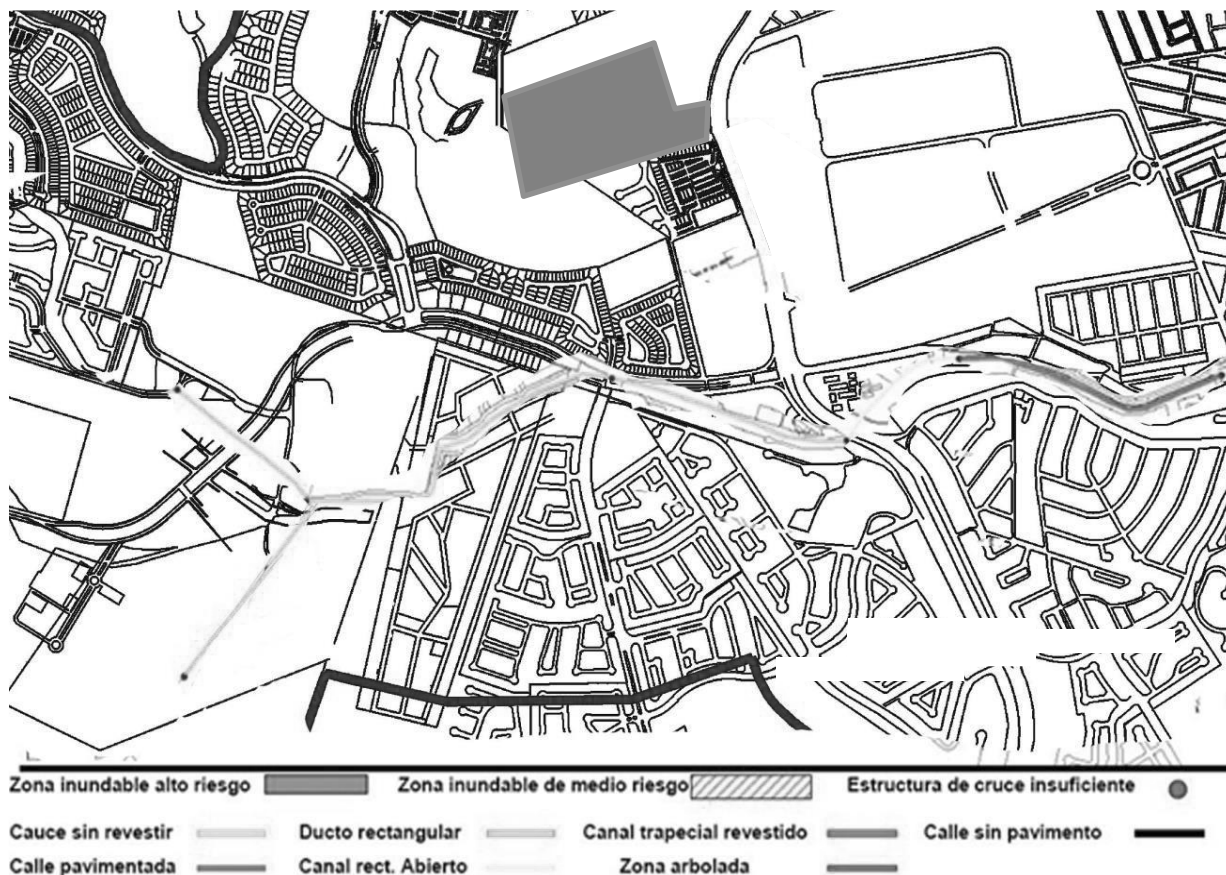 Zona inundable alto riesgo Zona inundable de medio riesgo Estructura de cruce insuficiente
Cauce sin revestir Ducto rectangular Canal trapecial revestido Calle sin pavimento
Calle pavimentada Canal rect. Abierto Zona arbolada